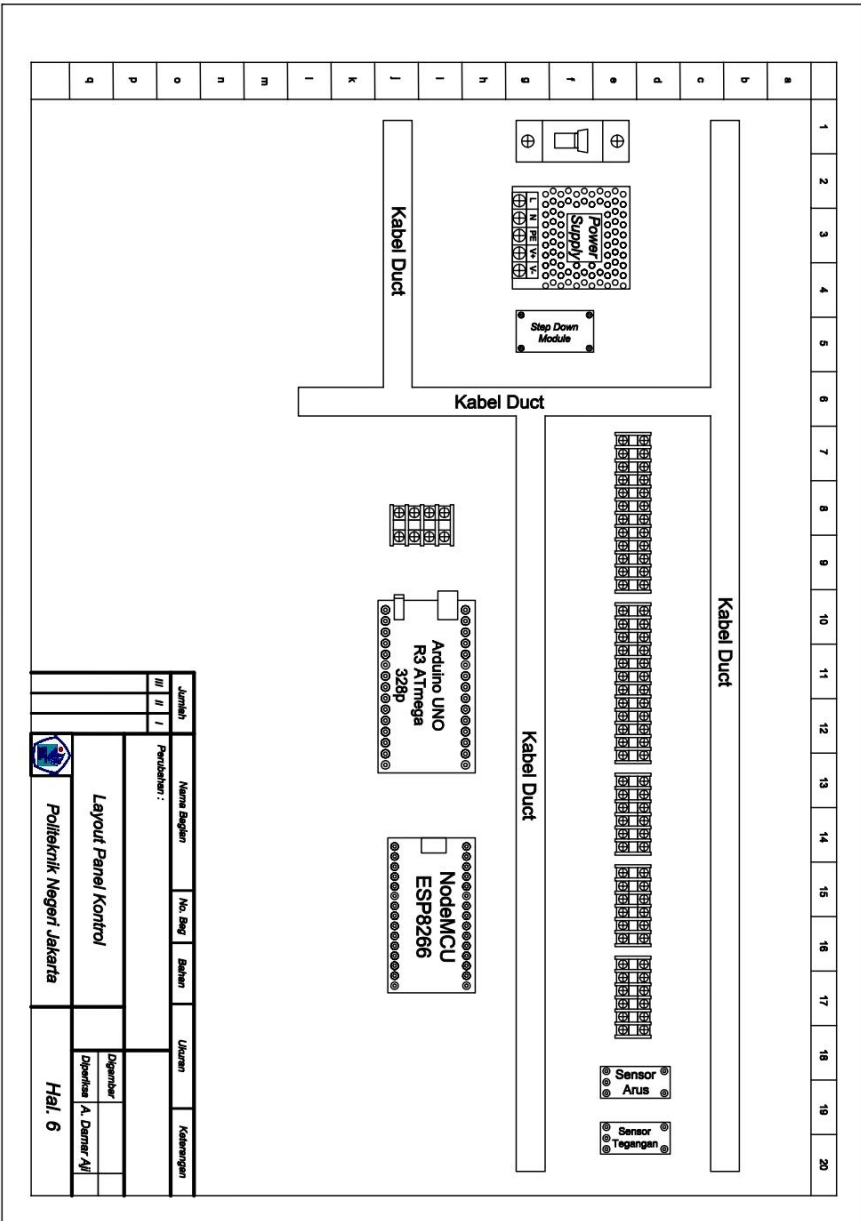 1 2 3 4 5 6 7 8 9 10 11 12 13 14 15 16 17 18 19 20
a
b
c
d
e
f
g
h
i
j
k
l
m
n
o
p
q
Kabel Duct
Power
Supply
L N PE V+ V-
Step Down
Module
Kabel Duct
Kabel Duct
Kabel Duct
Sensor
Arus
Sensor
Tegangan
Arduino UNO
R3 ATmega
328p
NodeMCU
ESP8266
Jumlah Nama Bagian No. Bag Bahan Ukuran Keterangan
III II I Perubahan :
Layout Panel Kontrol
Digambar
Diperiksa A. Damar Aji
Politeknik Negeri Jakarta
Hal. 6